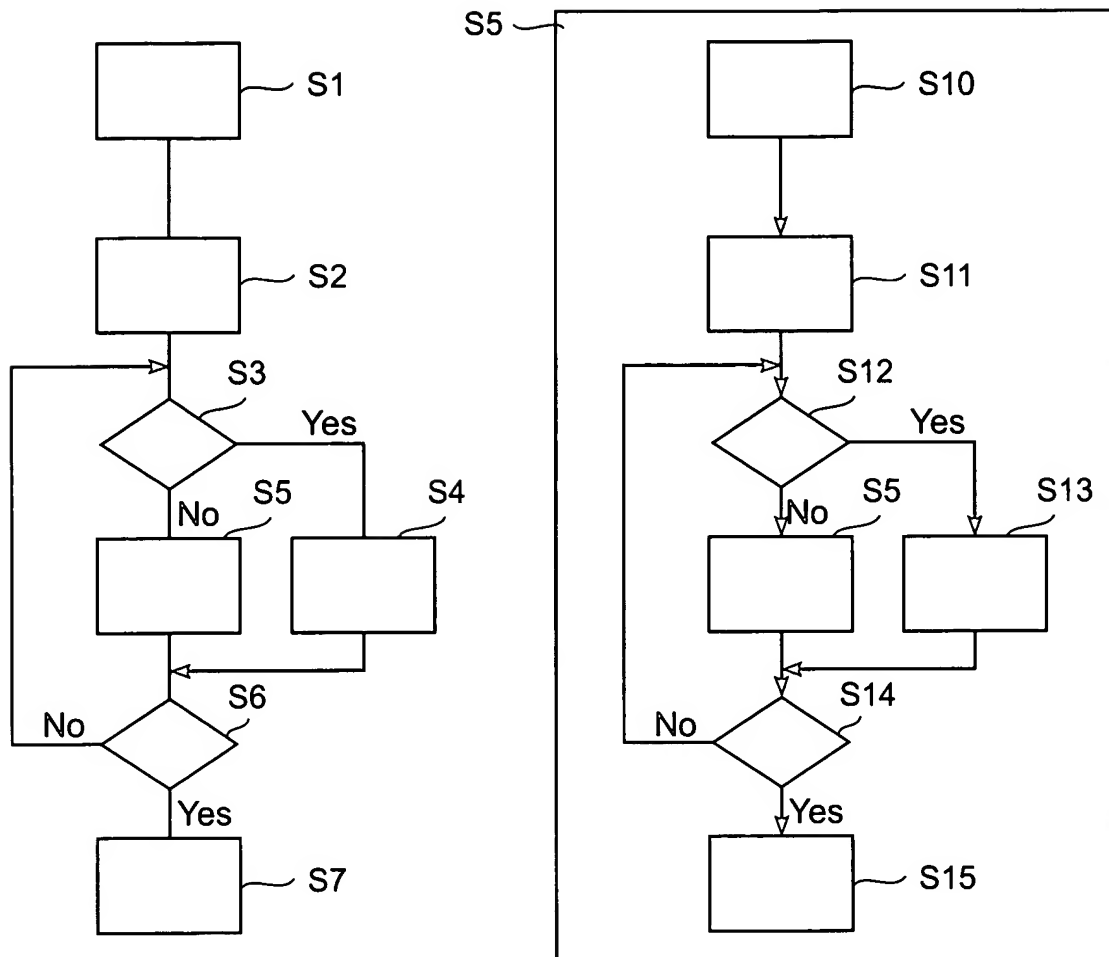 S1
S2
S3
Yes
No
S5
S4
S6
No
Yes
S7
S5
S10
S11
S12
Yes
No
S5
S13
S14
No
Yes
S15